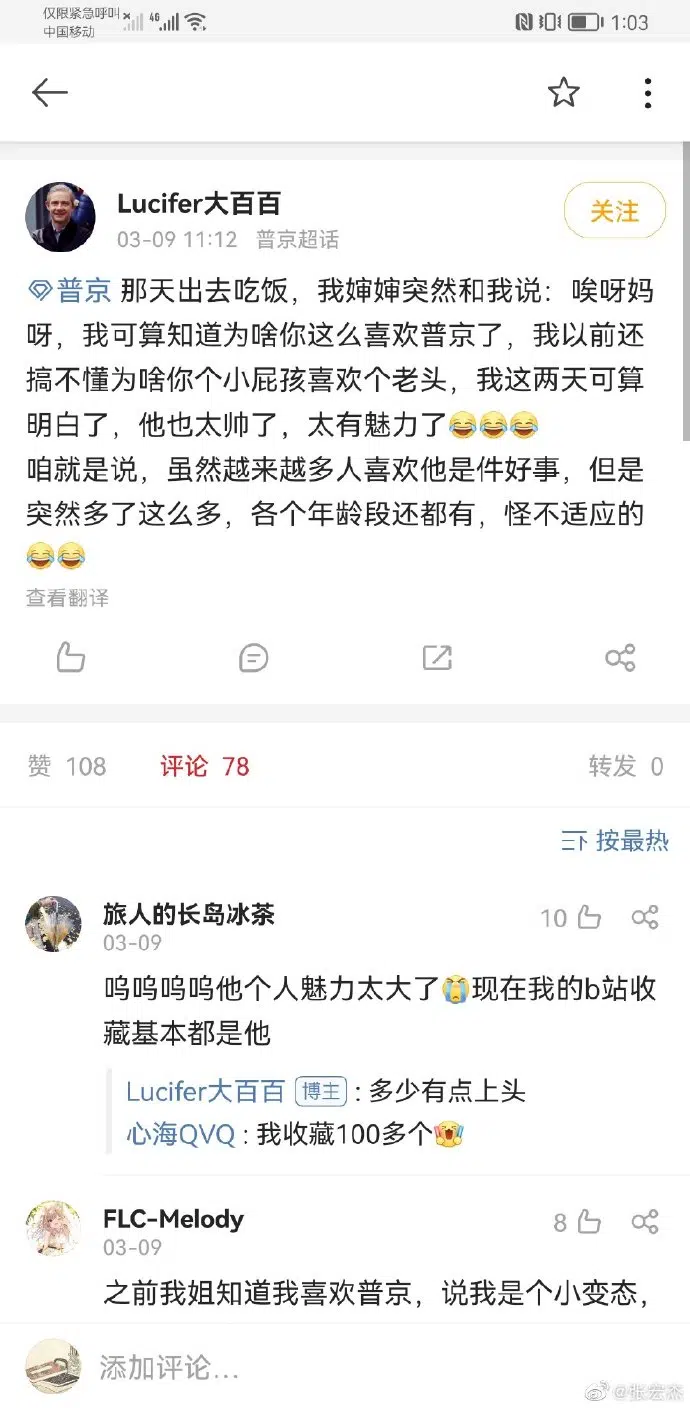 仅限紧急呼叫
中国移动
4G
1:03
Lucifer大百百
03-09 11:12 普京超话
关注
普京 那天出去吃饭，我婶婶突然和我说：唉呀妈
呀，我可算知道为啥你这么喜欢普京了，我以前还
搞不懂为啥你个小屁孩喜欢个老头，我这两天可算
明白了，他也太帅了，太有魅力了😂😂😂
咱就是说，虽然越来越多人喜欢他是件好事，但是
突然多了这么多，各个年龄段还都有，怪不适应的
😂😂
查看翻译
赞 108 评论 78 转发 0
按最热
旅人的长岛冰茶
10
03-09
呜呜呜呜他个人魅力太大了😭现在我的b站收
藏基本都是他
Lucifer大百百 博主 : 多少有点上头
心海QVQ : 我收藏100多个
FLC-Melody
8
03-09
之前我姐知道我喜欢普京，说我是个小变态，
添加评论...
@张宏杰